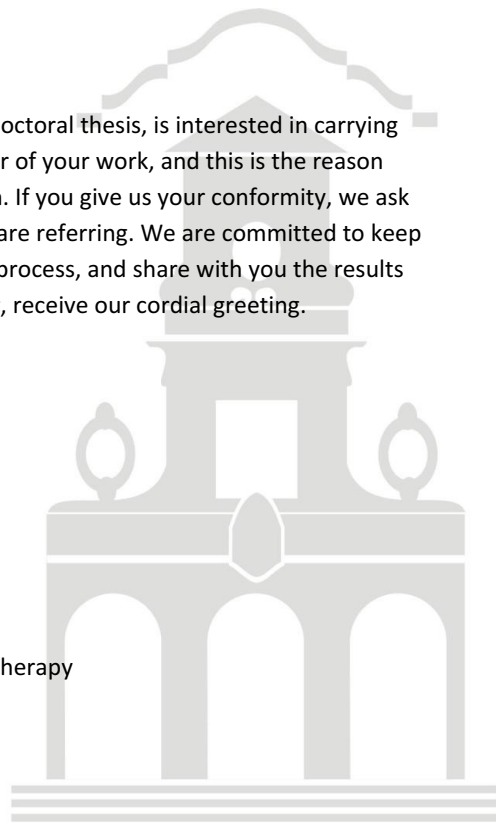 octoral thesis, is interested in carrying
r of your work, and this is the reason
. If you give us your conformity, we ask
are referring. We are committed to keep
process, and share with you the results
, receive our cordial greeting.
herapy